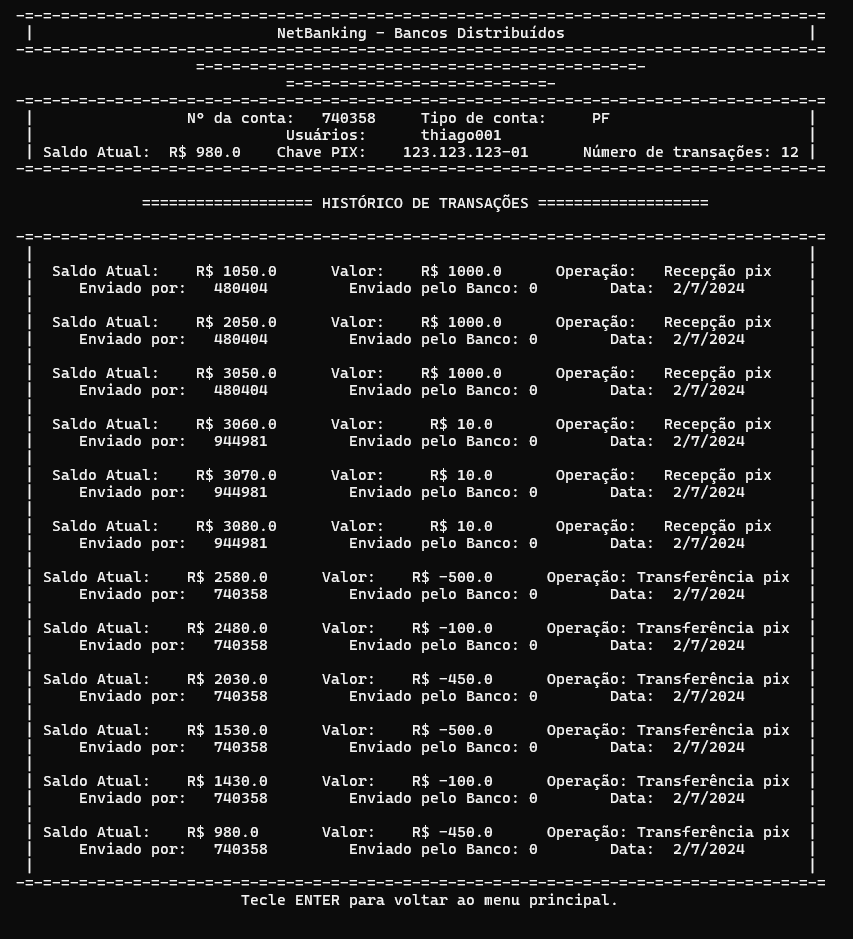 -=-=-=-=-=-=-=-=-=-=-=-=-=-=-=-=-=-=-=-=-=-=-=-=-=-=-=-=-=-=-=-=-=-=-=-=-=-=-=-=-=-=-=-=-=
| NetBanking - Bancos Distribuídos |
-=-=-=-=-=-=-=-=-=-=-=-=-=-=-=-=-=-=-=-=-=-=-=-=-=-=-=-=-=-=-=-=-=-=-=-=-=-=-=-=-=-=-=-=-=
=-=-=-=-=-=-=-=-=-=-=-=-=-=-=-=-=-=-=-=-=-=-=-=-=-
=-=-=-=-=-=-=-=-=-=-=-=-=-=-=-
-=-=-=-=-=-=-=-=-=-=-=-=-=-=-=-=-=-=-=-=-=-=-=-=-=-=-=-=-=-=-=-=-=-=-=-=-=-=-=-=-=-=-=-=-=
| Nº da conta: 740358 Tipo de conta: PF |
| Usuários: thiago001 |
| Saldo Atual: R$ 980.0 Chave PIX: 123.123.123-01 Número de transações: 12 |
-=-=-=-=-=-=-=-=-=-=-=-=-=-=-=-=-=-=-=-=-=-=-=-=-=-=-=-=-=-=-=-=-=-=-=-=-=-=-=-=-=-=-=-=-=
=================== HISTÓRICO DE TRANSAÇÕES ===================
-=-=-=-=-=-=-=-=-=-=-=-=-=-=-=-=-=-=-=-=-=-=-=-=-=-=-=-=-=-=-=-=-=-=-=-=-=-=-=-=-=-=-=-=-=
| |
| Saldo Atual: R$ 1050.0 Valor: R$ 1000.0 Operação: Recepção pix |
| Enviado por: 480404 Enviado pelo Banco: 0 Data: 2/7/2024 |
| |
| Saldo Atual: R$ 2050.0 Valor: R$ 1000.0 Operação: Recepção pix |
| Enviado por: 480404 Enviado pelo Banco: 0 Data: 2/7/2024 |
| |
| Saldo Atual: R$ 3050.0 Valor: R$ 1000.0 Operação: Recepção pix |
| Enviado por: 480404 Enviado pelo Banco: 0 Data: 2/7/2024 |
| |
| Saldo Atual: R$ 3060.0 Valor: R$ 10.0 Operação: Recepção pix |
| Enviado por: 944981 Enviado pelo Banco: 0 Data: 2/7/2024 |
| |
| Saldo Atual: R$ 3070.0 Valor: R$ 10.0 Operação: Recepção pix |
| Enviado por: 944981 Enviado pelo Banco: 0 Data: 2/7/2024 |
| |
| Saldo Atual: R$ 3080.0 Valor: R$ 10.0 Operação: Recepção pix |
| Enviado por: 944981 Enviado pelo Banco: 0 Data: 2/7/2024 |
| |
| Saldo Atual: R$ 2580.0 Valor: R$ -500.0 Operação: Transferência pix |
| Enviado por: 740358 Enviado pelo Banco: 0 Data: 2/7/2024 |
| |
| Saldo Atual: R$ 2480.0 Valor: R$ -100.0 Operação: Transferência pix |
| Enviado por: 740358 Enviado pelo Banco: 0 Data: 2/7/2024 |
| |
| Saldo Atual: R$ 2030.0 Valor: R$ -450.0 Operação: Transferência pix |
| Enviado por: 740358 Enviado pelo Banco: 0 Data: 2/7/2024 |
| |
| Saldo Atual: R$ 1530.0 Valor: R$ -500.0 Operação: Transferência pix |
| Enviado por: 740358 Enviado pelo Banco: 0 Data: 2/7/2024 |
| |
| Saldo Atual: R$ 1430.0 Valor: R$ -100.0 Operação: Transferência pix |
| Enviado por: 740358 Enviado pelo Banco: 0 Data: 2/7/2024 |
| |
| Saldo Atual: R$ 980.0 Valor: R$ -450.0 Operação: Transferência pix |
| Enviado por: 740358 Enviado pelo Banco: 0 Data: 2/7/2024 |
| |
-=-=-=-=-=-=-=-=-=-=-=-=-=-=-=-=-=-=-=-=-=-=-=-=-=-=-=-=-=-=-=-=-=-=-=-=-=-=-=-=-=-=-=-=-=
Tecle ENTER para voltar ao menu principal.